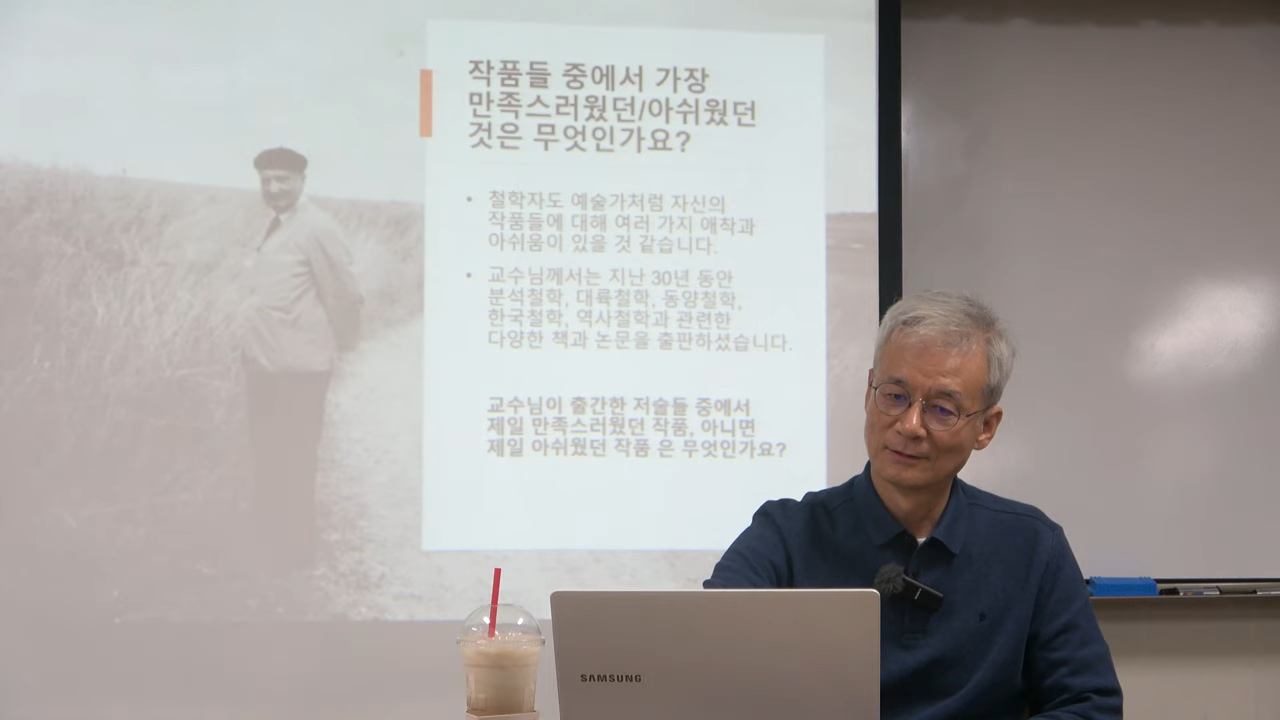 작품들 중에서 가장
만족스러웠던/아쉬웠던
것은 무엇인가요?
• 철학자도 예술가처럼 자신의
작품들에 대해 여러 가지 애착과
아쉬움이 있을 것 같습니다.
• 교수님께서는 지난 30년 동안
분석철학, 대륙철학, 동양철학,
한국철학, 역사철학과 관련한
다양한 책과 논문을 출판하셨습니다.
교수님이 출간한 저술들 중에서
제일 만족스러웠던 작품, 아니면
제일 아쉬웠던 작품 은 무엇인가요?
SAMSUNG